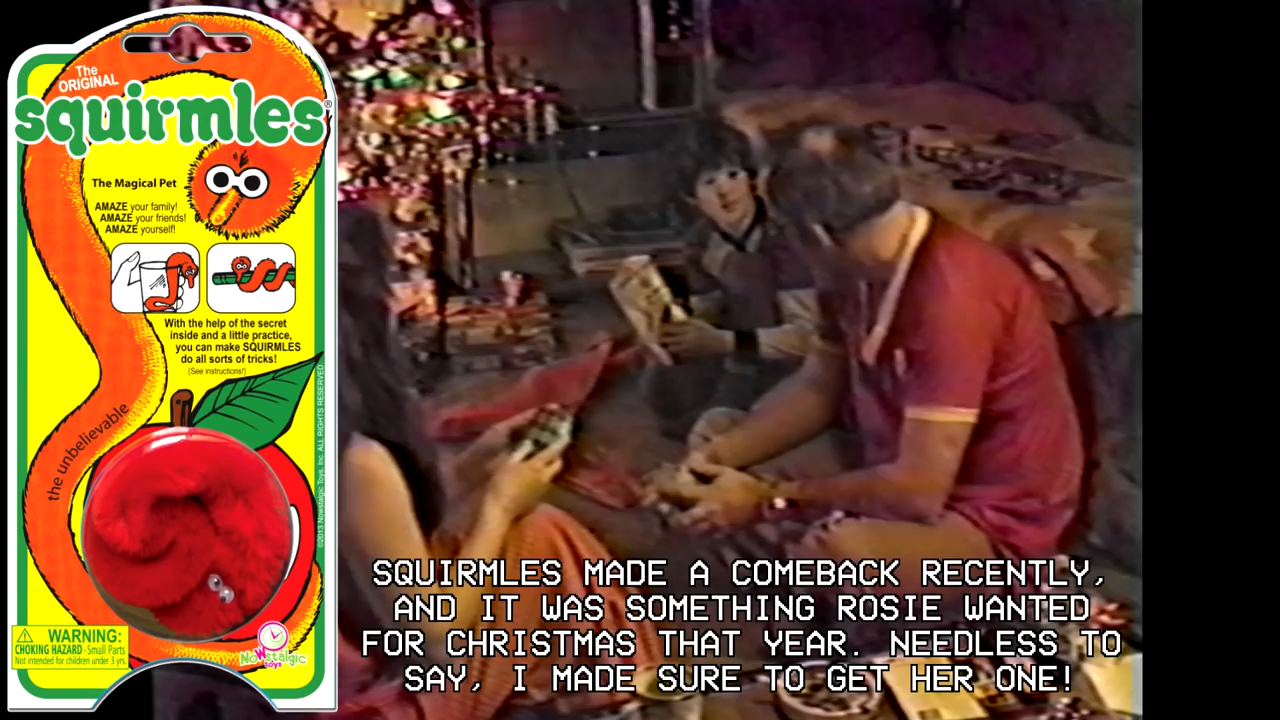 The
ORIGINAL
squirmles®
The Magical Pet
AMAZE your family!
AMAZE your friends!
AMAZE yourself!
With the help of the secret
inside and a little practice,
you can make SQUIRMLES
do all sorts of tricks!
(See instructions!)
the unbelievable
©2013 Nowstalgic Toys, Inc. ALL RIGHTS RESERVED
WARNING:
CHOKING HAZARD - Small Parts
Not intended for children under 3 yrs.
NoWstalgic
toys
SQUIRMLES MADE A COMEBACK RECENTLY,
AND IT WAS SOMETHING ROSIE WANTED
FOR CHRISTMAS THAT YEAR. NEEDLESS TO
SAY, I MADE SURE TO GET HER ONE!